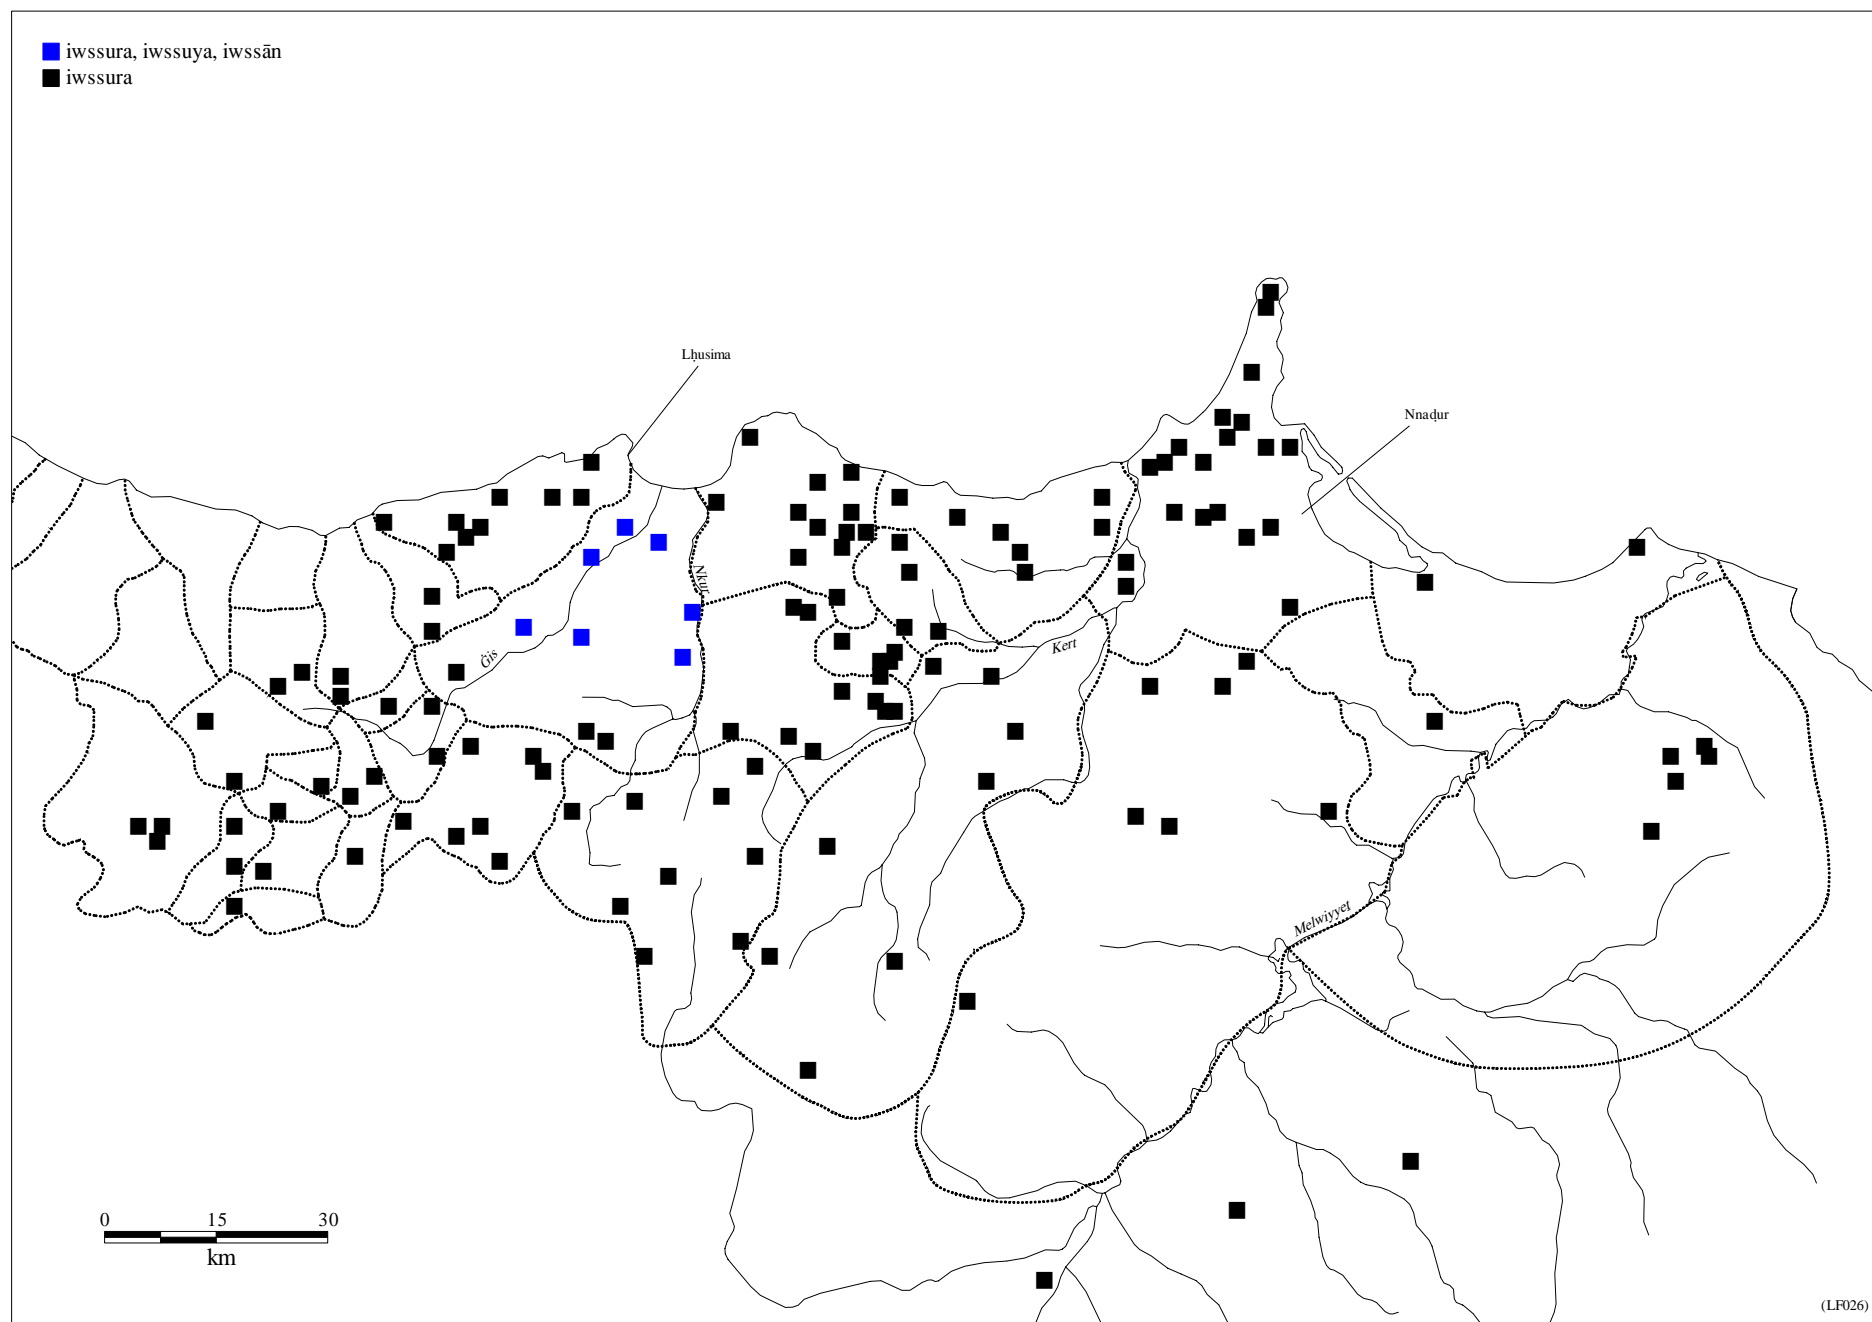 iwssura, iwssuya, iwssān
iwssura
Lḥusima
Nnaḍur
Nkur
Ġis
Kert
Melwiyyet
0 15 30
km
(LF026)